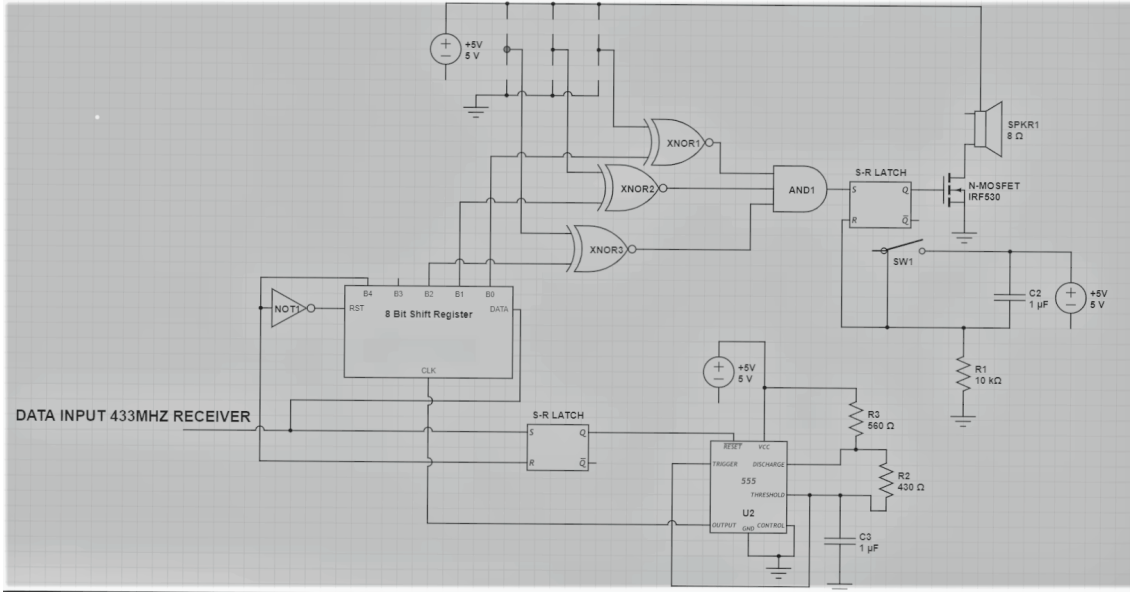 +5V
5 V
SPKR1
8 Ω
XNOR1
S-R LATCH
XNOR2
AND1
S
Q
N-MOSFET
IRF530
R
Q
XNOR3
SW1
B4
B3
B2
B1
B0
+5V
5 V
C2
1 µF
NOT1
RST
DATA
8 Bit Shift Register
+5V
5 V
R1
10 kΩ
CLK
DATA INPUT 433MHZ RECEIVER
S-R LATCH
R3
560 Ω
S
Q
RESET
VCC
R
Q
TRIGGER
DISCHARGE
555
R2
430 Ω
THRESHOLD
U2
OUTPUT
GND
CONTROL
C3
1 µF